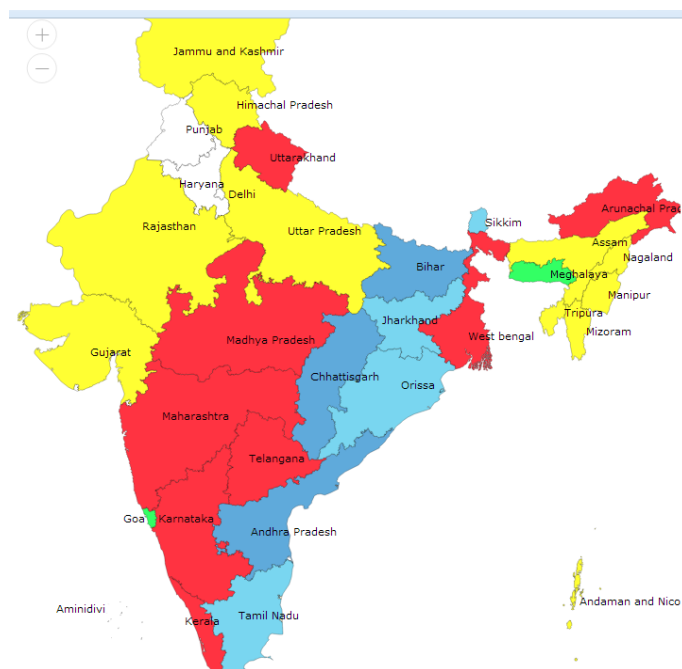 +
−
Jammu and Kashmir
Himachal Pradesh
Punjab
Uttarakhand
Haryana
Delhi
Rajasthan
Uttar Pradesh
Sikkim
Arunachal Prad
Assam
Nagaland
Bihar
Meghalaya
Manipur
Tripura
Jharkhand
Mizoram
West bengal
Madhya Pradesh
Gujarat
Chhattisgarh
Orissa
Maharashtra
Telangana
Goa
Karnataka
Andhra Pradesh
Aminidivi
Kerala
Tamil Nadu
Andaman and Nico